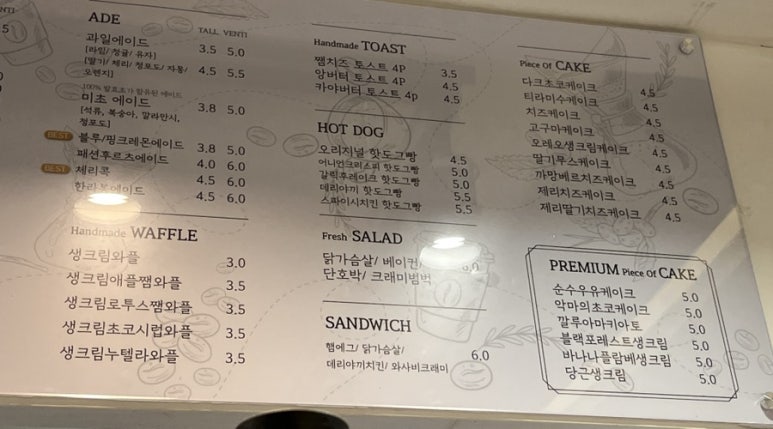 NTI
5
0
0
ADE
TALL VENTI
과일에이드 3.5 5.0
[라임/ 청귤/ 유자]
[딸기/ 체리/ 청포도/ 자몽/ 4.5 5.5
오렌지]
100% 발효초가 함유된 에이드
미초 에이드 3.8 5.0
[석류, 복숭아, 깔라만시,
청포도]
BEST 블루/핑크레몬에이드 3.8 5.0
패션후르츠에이드 4.0 6.0
BEST 체리콕 4.5 6.0
한라봉에이드 4.5 6.0
Handmade WAFFLE
생크림와플 3.0
생크림애플쨈와플 3.5
생크림로투스쨈와플 3.5
생크림초코시럽와플 3.5
생크림누텔라와플 3.5
Handmade TOAST
쨈치즈 토스트 4P 3.5
앙버터 토스트 4P 4.5
카야버터 토스트 4p 4.5
HOT DOG
오리지널 핫도그빵 4.5
어니언크리스피 핫도그빵 5.0
갈릭후레이크 핫도그빵 5.0
데리야끼 핫도그빵 5.5
스파이시치킨 핫도그빵 5.5
Fresh SALAD
닭가슴살/ 베이컨/
단호박/ 크래미범벅
SANDWICH
햄에그/ 닭가슴살/ 6.0
데리야끼치킨/ 와사비크래미
Piece Of CAKE
다크초코케이크 4.5
티라미수케이크 4.5
치즈케이크 4.5
고구마케이크 4.5
오레오생크림케이크 4.5
딸기무스케이크 4.5
까망베르치즈케이크 4.5
체리치즈케이크 4.5
제리딸기치즈케이크 4.5
PREMIUM Piece Of CAKE
순수우유케이크 5.0
악마의초코케이크 5.0
깔루아마키아토 5.0
블랙포레스트생크림 5.0
바나나플람베생크림 5.0
당근생크림 5.0